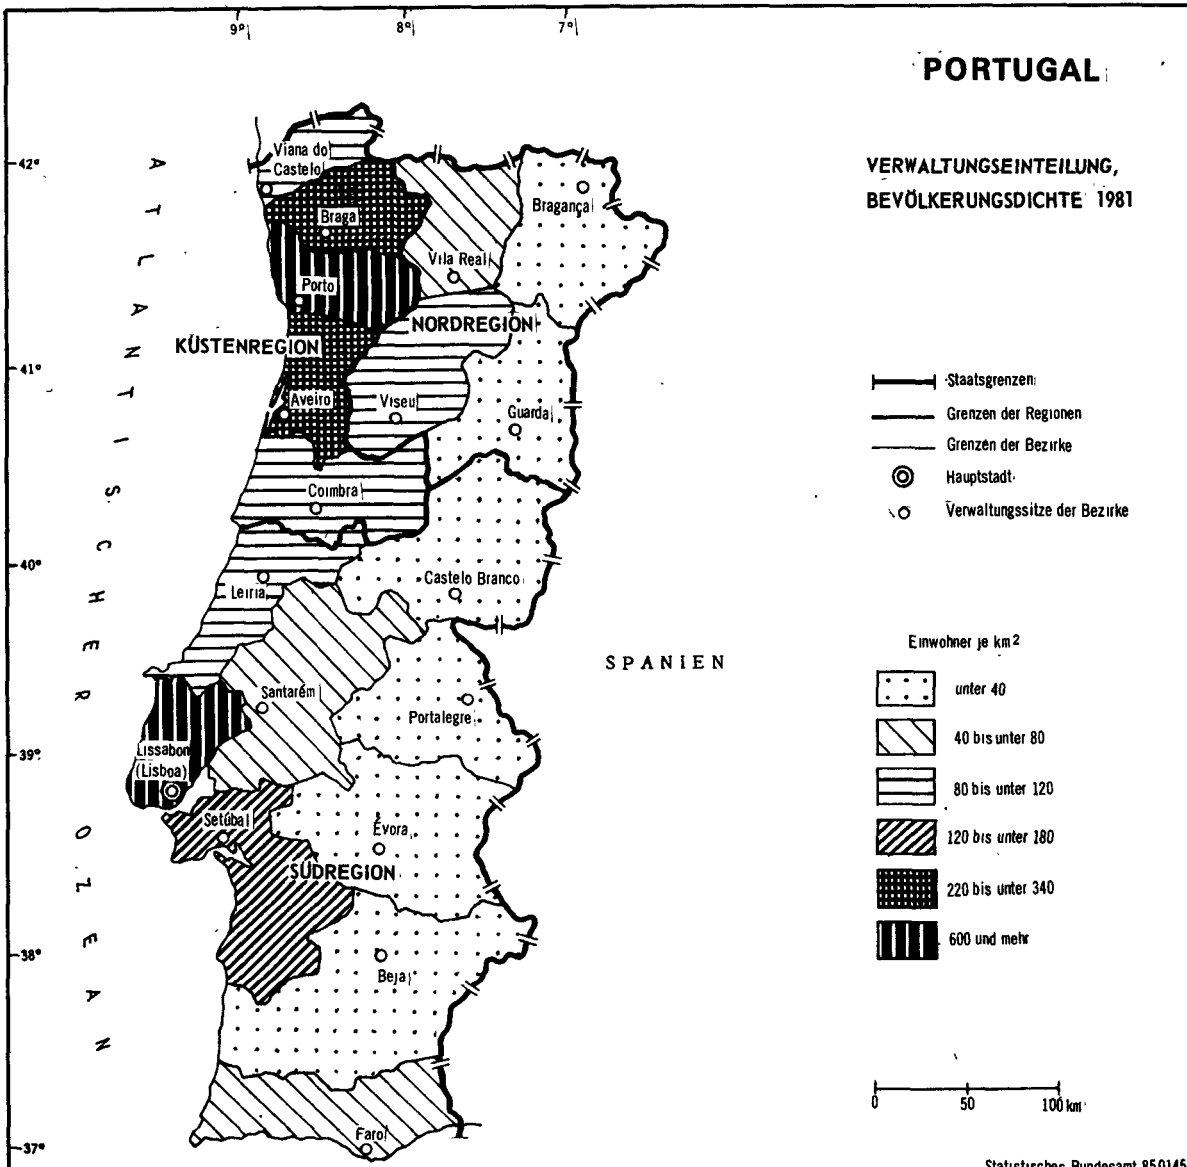 9° 8° 7°
PORTUGAL
VERWALTUNGSEINTEILUNG,
BEVÖLKERUNGSDICHTE 1981
42°
41°
40°
39°
38°
37°
ATLANTISCHER OZEAN
Viana do
Castelo
Bragança
Braga
Vila Real
Porto
NORDREGION
KÜSTENREGION
Aveiro
Viseu
Guarda
Coimbra
Castelo Branco
Leiria
SPANIEN
Santarém
Portalegre
Lissabon
(Lisboa)
Setúbal
Évora
SÜDREGION
Beja
Faro
Staatsgrenzen
Grenzen der Regionen
Grenzen der Bezirke
Hauptstadt
Verwaltungssitze der Bezirke
Einwohner je km²
unter 40
40 bis unter 80
80 bis unter 120
120 bis unter 180
220 bis unter 340
600 und mehr
0 50 100 km
Statistisches Bundesamt 850145